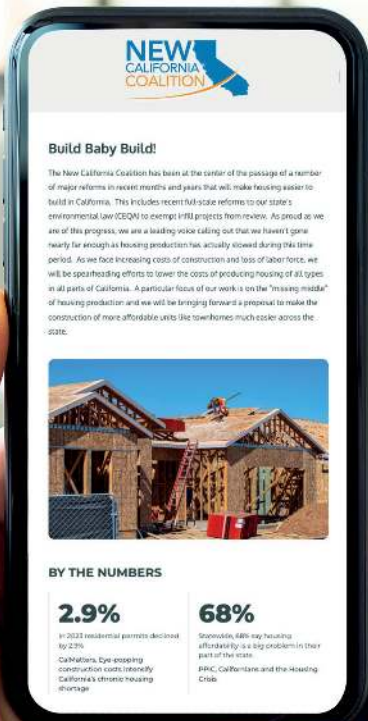 NEW
CALIFORNIA
COALITION
Build Baby Build!
The New California Coalition has been at the center of the passage of a number
of major reforms in recent months and years that will make housing easier to
build in California. This includes recent full-scale reforms to our state's
environmental law (CEQA) to exempt infill projects from review. As proud as we
are of this progress, we are a leading voice calling out that we haven't gone
nearly far enough as housing production has actually slowed during this time
period. As we face increasing costs of construction and loss of labor force, we
will be spearheading efforts to lower the costs of producing housing of all types
in all parts of California. A particular focus of our work is on the "missing middle"
of housing production and we will be bringing forward a proposal to make the
construction of more affordable units like townhomes much easier across the
state.
BY THE NUMBERS
2.9%
In 2023 residential permits declined
by 2.9%
CalMatters, Eye-popping
construction costs intensify
California's chronic housing
shortage
68%
Statewide, 68% say housing
affordability is a big problem in their
part of the state.
PPIC, Californians and the Housing
Crisis